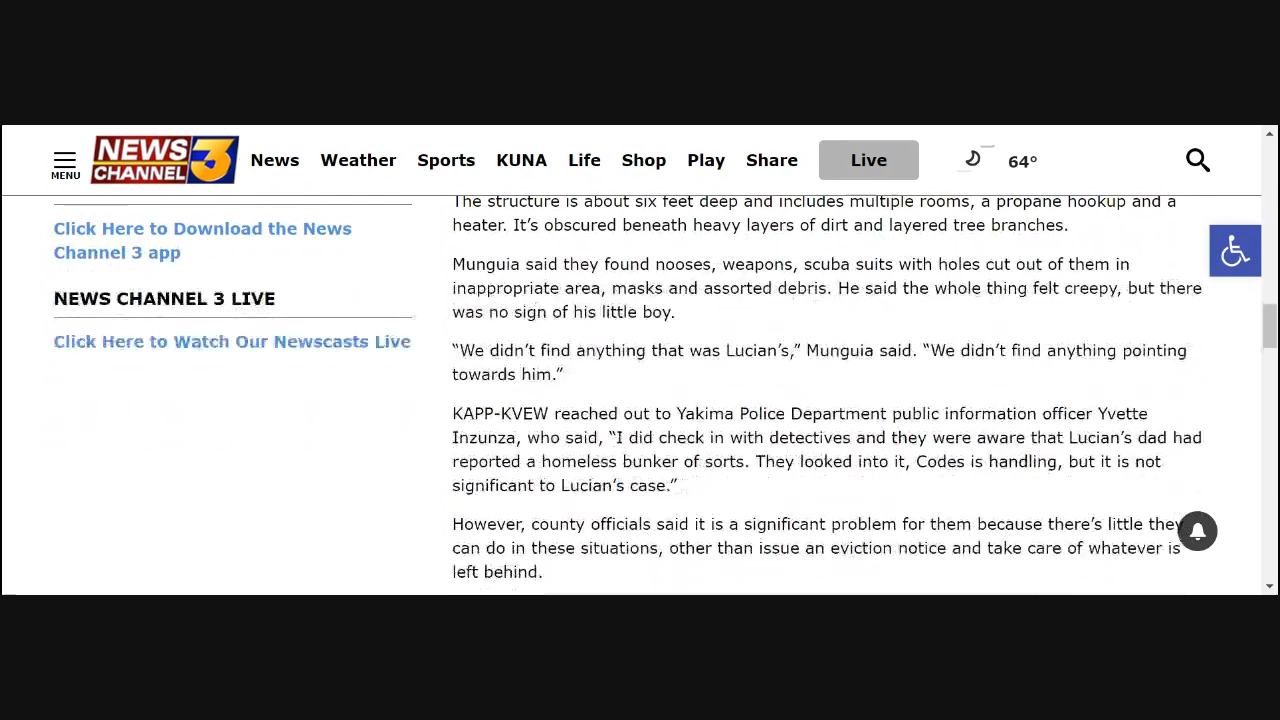 MENU
NEWS
CHANNEL 3
News Weather Sports KUNA Life Shop Play Share Live 64°
Click Here to Download the News
Channel 3 app
NEWS CHANNEL 3 LIVE
Click Here to Watch Our Newscasts Live
The structure is about six feet deep and includes multiple rooms, a propane hookup and a
heater. It’s obscured beneath heavy layers of dirt and layered tree branches.
Munguia said they found nooses, weapons, scuba suits with holes cut out of them in
inappropriate area, masks and assorted debris. He said the whole thing felt creepy, but there
was no sign of his little boy.
“We didn’t find anything that was Lucian’s,” Munguia said. “We didn’t find anything pointing
towards him.”
KAPP-KVEW reached out to Yakima Police Department public information officer Yvette
Inzunza, who said, “I did check in with detectives and they were aware that Lucian’s dad had
reported a homeless bunker of sorts. They looked into it, Codes is handling, but it is not
significant to Lucian’s case.”
However, county officials said it is a significant problem for them because there’s little they
can do in these situations, other than issue an eviction notice and take care of whatever is
left behind.